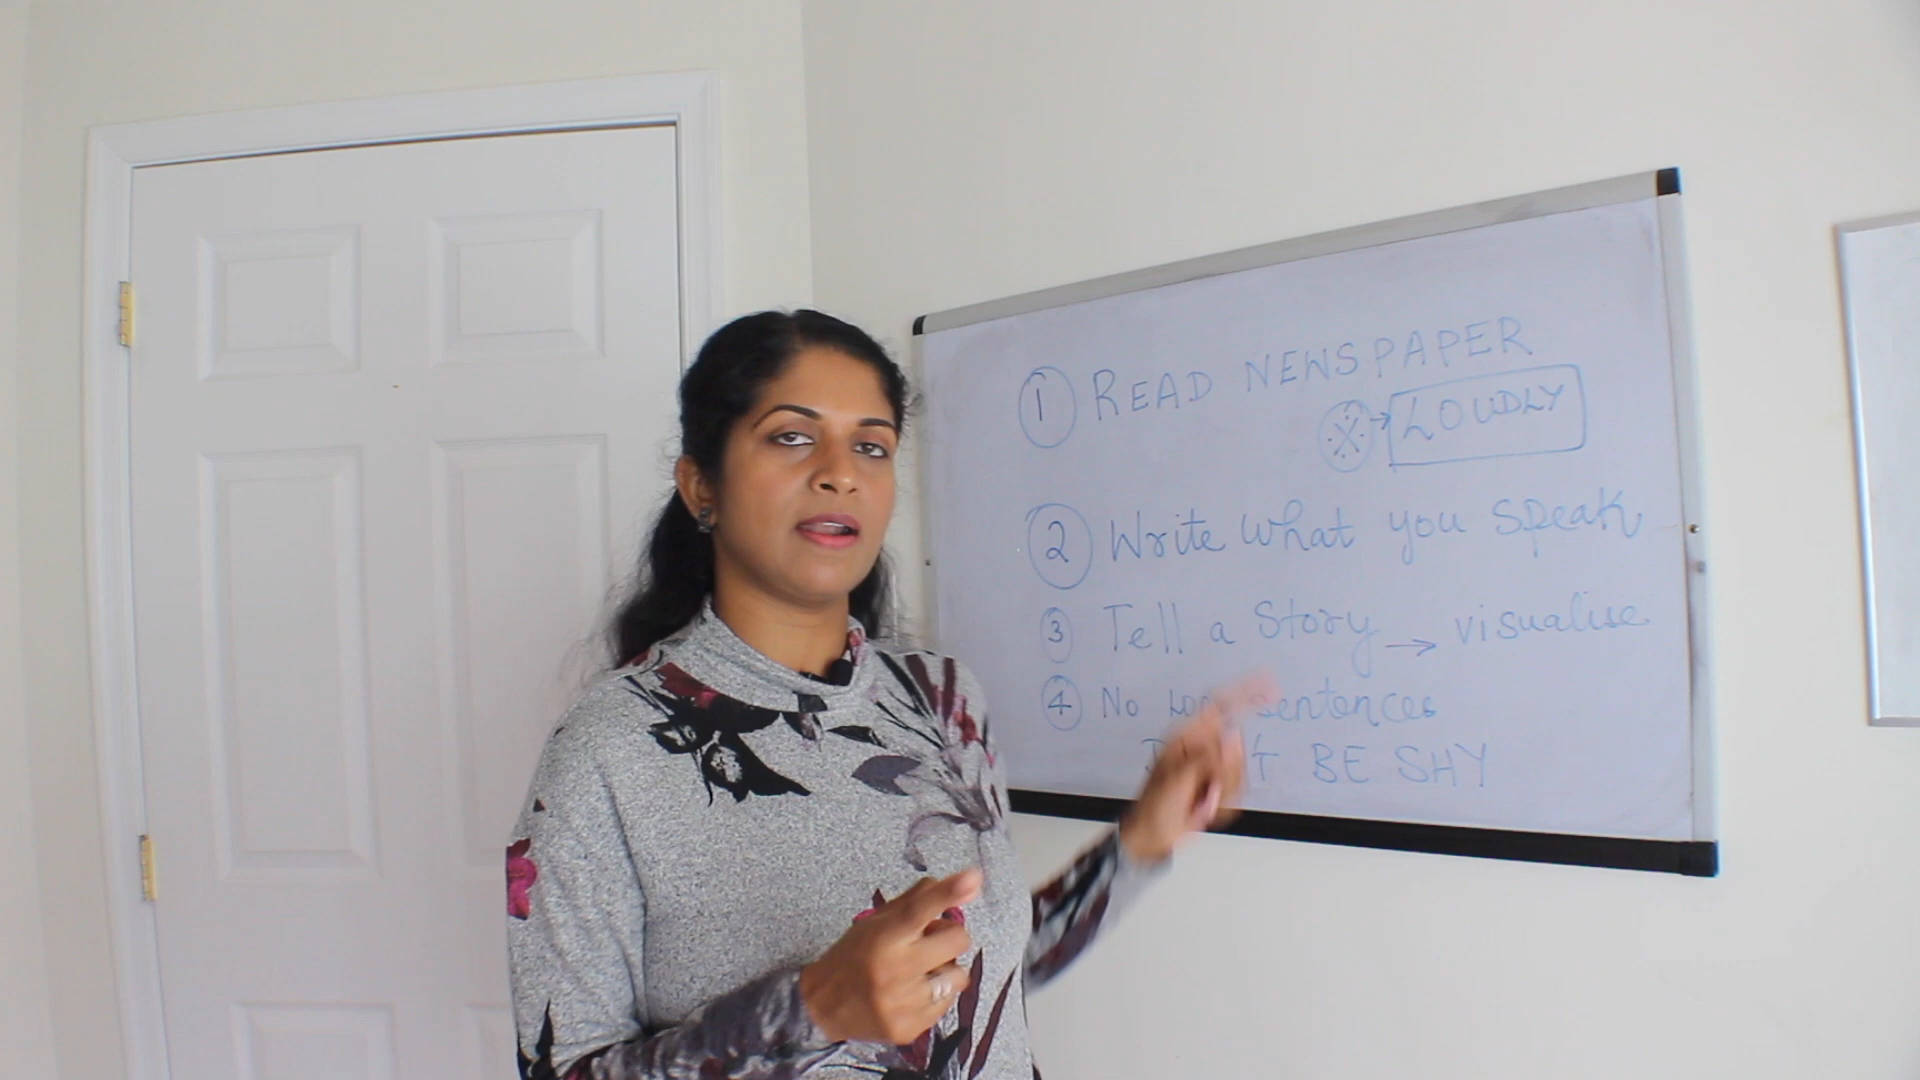 1 READ NEWSPAPER
X → LOUDLY
2 Write what you speak
3 Tell a Story → visualise
4 No sentences
BE SHY